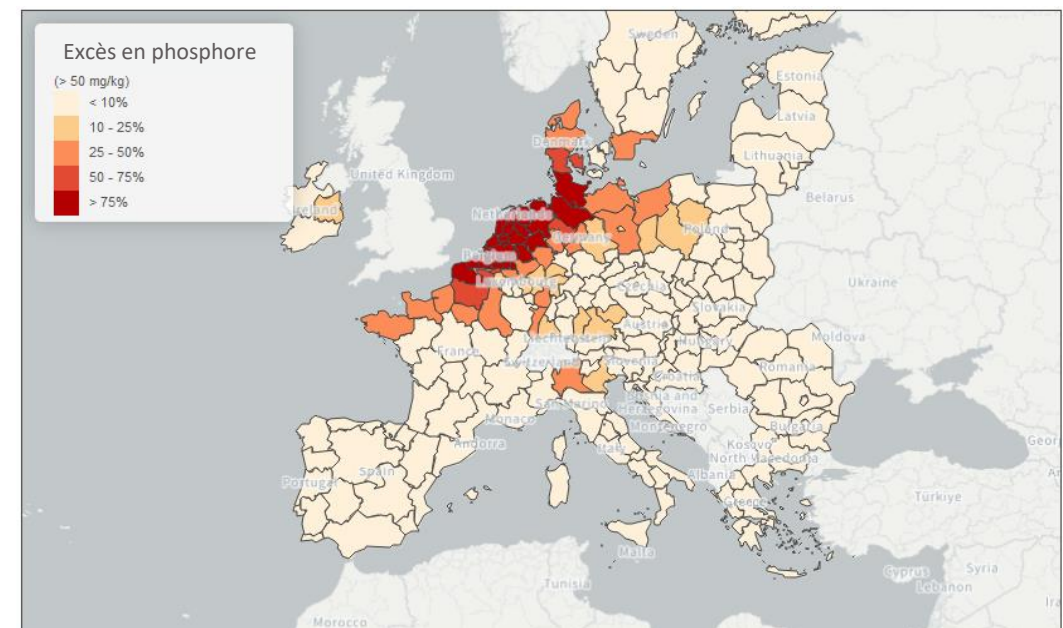 Excès en phosphore
(> 50 mg/kg)
< 10%
10 - 25%
25 - 50%
50 - 75%
> 75%
Sweden
Estonia
Latvia
Denmark
Lithuania
United Kingdom
Belarus
Ireland
Netherlands
Germany
Poland
Belgium
Luxembourg
Czechia
Ukraine
Slovakia
Austria
Moldova
Liechtenstein
France
Hungary
Switzerland
Slovenia
Romania
Croatia
San Marino
Bosnia and
Herzegovina
Serbia
Monaco
Montenegro
Bulgaria
Andorra
Kosovo
Italy
North Macedonia
Albania
Spain
Portugal
Greece
Türkiye
Malta
Cyprus
Syria
Lebanon
Tunisia
Morocco